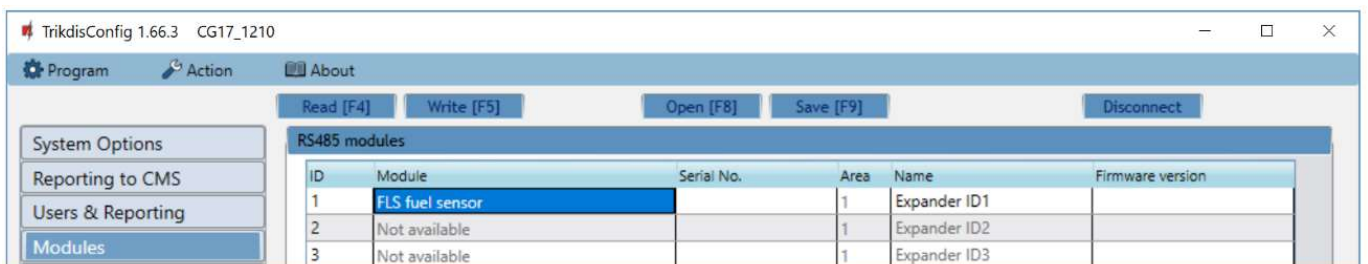 TrikdisConfig 1.66.3 CG17_1210
Program Action About
Read [F4] Write [F5] Open [F8] Save [F9] Disconnect
System Options
Reporting to CMS
Users & Reporting
Modules
RS485 modules
ID Module Serial No. Area Name Firmware version
1 FLS fuel sensor 1 Expander ID1
2 Not available 1 Expander ID2
3 Not available 1 Expander ID3